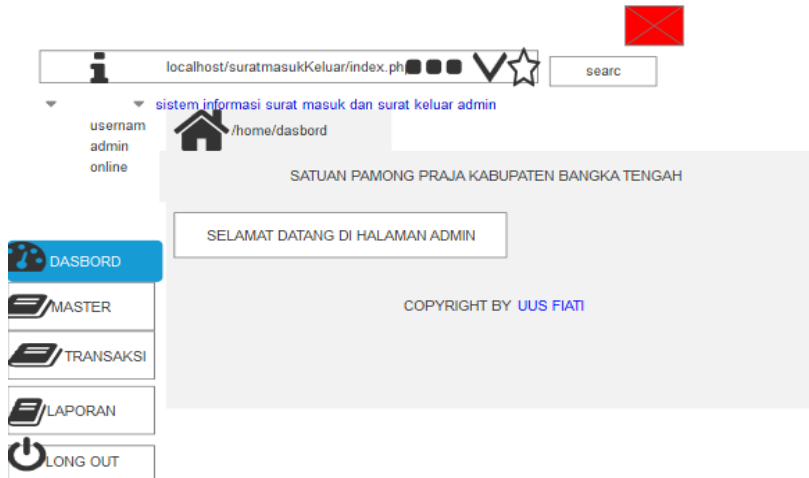 localhost/suratmasukKeluar/index.ph
searc
sistem informasi surat masuk dan surat keluar admin
usernam
admin
online
/home/dasbord
SATUAN PAMONG PRAJA KABUPATEN BANGKA TENGAH
SELAMAT DATANG DI HALAMAN ADMIN
DASBORD
MASTER
TRANSAKSI
LAPORAN
LONG OUT
COPYRIGHT BY UUS FIATI